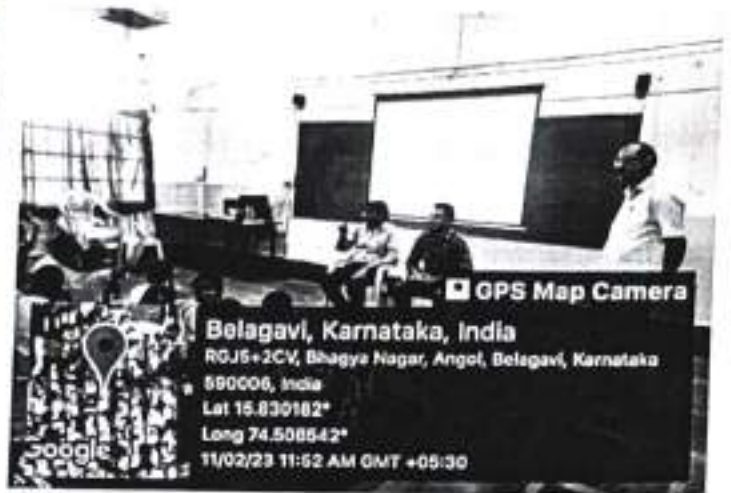 GPS Map Camera
Belagavi, Karnataka, India
RGJ5+2CV, Bhagya Nagar, Angol, Belagavi, Karnataka
590006, India
Lat 15.830182°
Long 74.508542°
11/02/23 11:52 AM GMT +05:30
Google